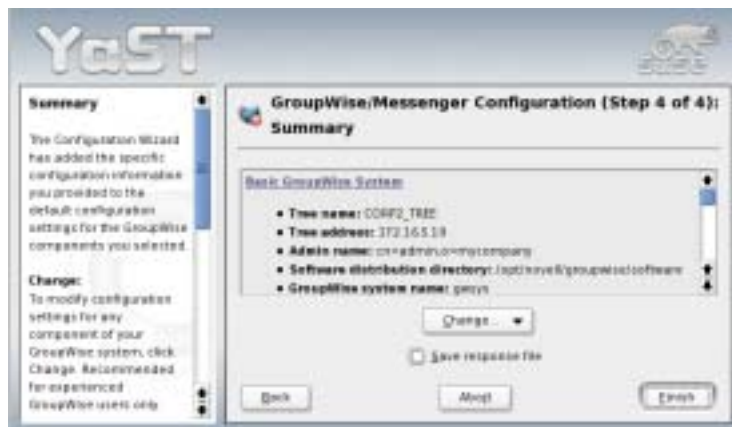 YaST
SUSE
Summary
The Configuration Wizard
has added the specific
configuration information
you provided to the
default configuration
settings for the GroupWise
components you selected.
Change:
To modify configuration
settings for any
component of your
GroupWise system, click
Change. Recommended
for experienced
GroupWise users only.
GroupWise/Messenger Configuration (Step 4 of 4):
Summary
Basic GroupWise System
• Tree name: CORP2_TREE
• Tree address:
• Admin name: cn=admin,o=mycompany
• Software distribution directory: /opt/novell/groupwise/software
• GroupWise system name: gwsys
Change...
Save response file
Back
Abort
Finish